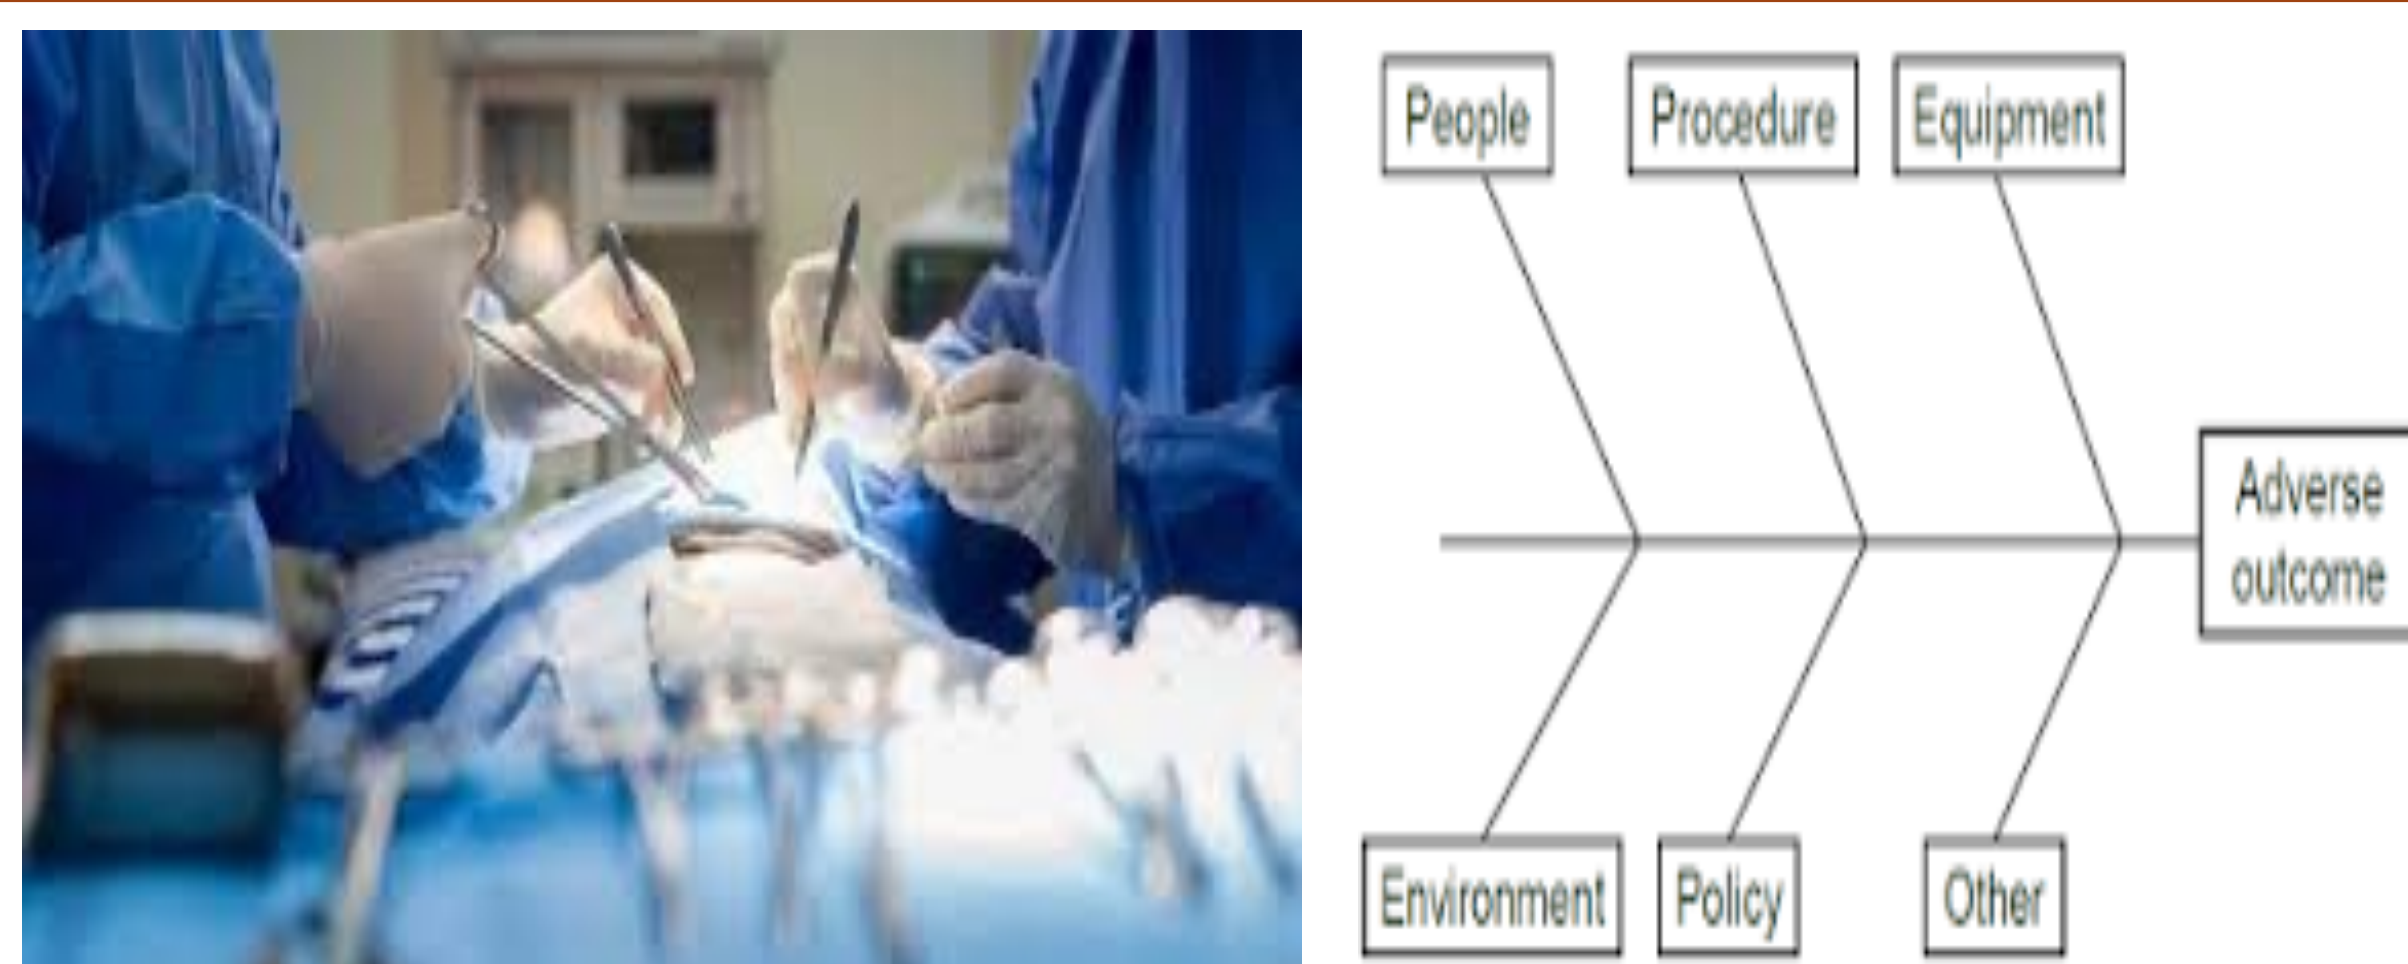 People
Procedure
Equipment
Adverse
outcome
Environment
Policy
Other